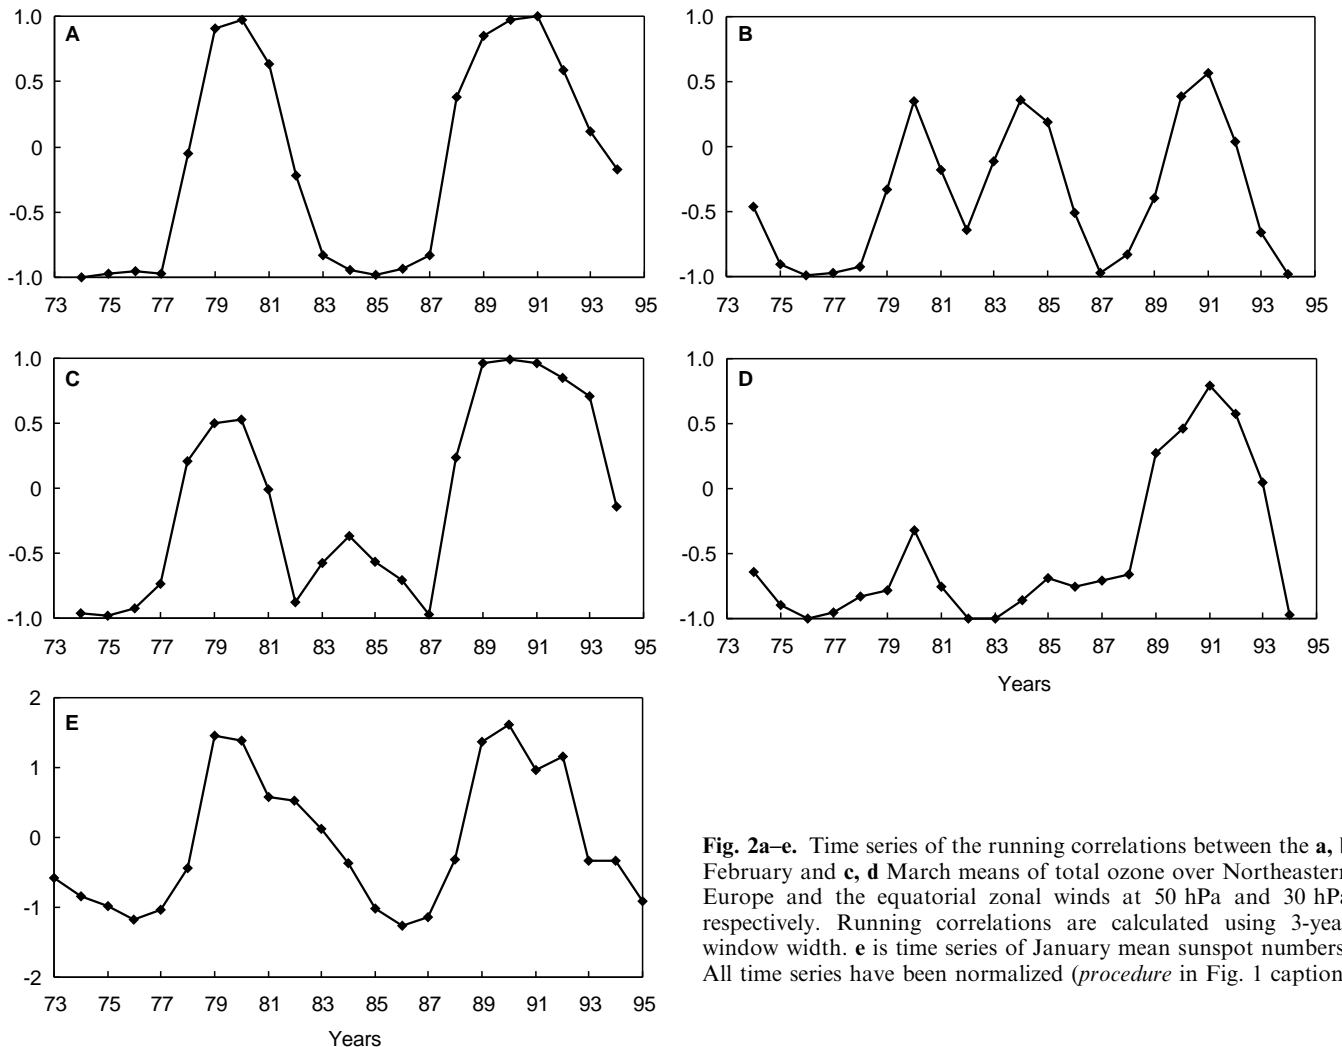 A
1.0
0.5
0
-0.5
-1.0
73 75 77 79 81 83 85 87 89 91 93 95
B
1.0
0.5
0
-0.5
-1.0
73 75 77 79 81 83 85 87 89 91 93 95
C
1.0
0.5
0
-0.5
-1.0
73 75 77 79 81 83 85 87 89 91 93 95
D
1.0
0.5
0
-0.5
-1.0
73 75 77 79 81 83 85 87 89 91 93 95
Years
E
2
1
0
-1
-2
73 75 77 79 81 83 85 87 89 91 93 95
Years
Fig. 2a–e. Time series of the running correlations between the a,
February and c, d March means of total ozone over Northeastern
Europe and the equatorial zonal winds at 50 hPa and 30 hPa
respectively. Running correlations are calculated using 3-yea
window width. e is time series of January mean sunspot numbers.
All time series have been normalized (procedure in Fig. 1 caption